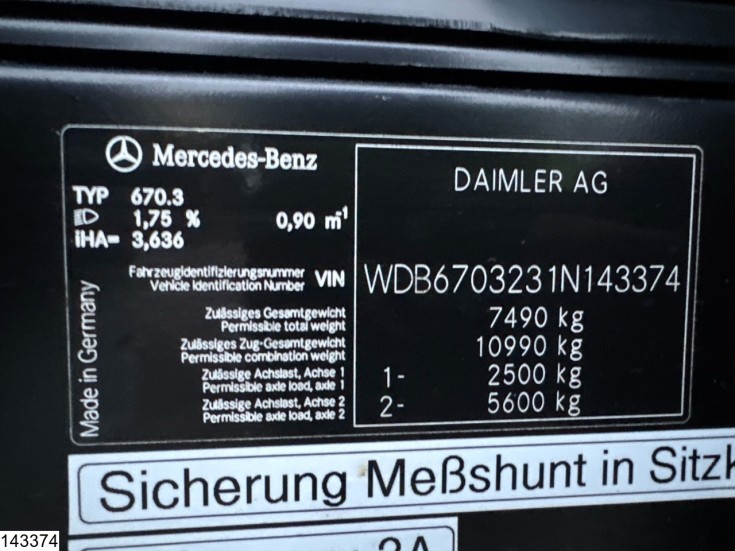 Mercedes-Benz
DAIMLER AG
TYP 670.3
1,75 % 0,90 m⁻¹
iHA= 3,636
Fahrzeugidentifizierungsnummer
Vehicle Identification Number VIN WDB6703231N143374
Zulässiges Gesamtgewicht
Permissible total weight 7490 kg
Zulässiges Zug-Gesamtgewicht
Permissible combination weight 10990 kg
Zulässige Achslast, Achse 1
Permissible axle load, axle 1 1- 2500 kg
Zulässige Achslast, Achse 2
Permissible axle load, axle 2 2- 5600 kg
Made in Germany
Sicherung Meßshunt in Sitzk
2A
143374